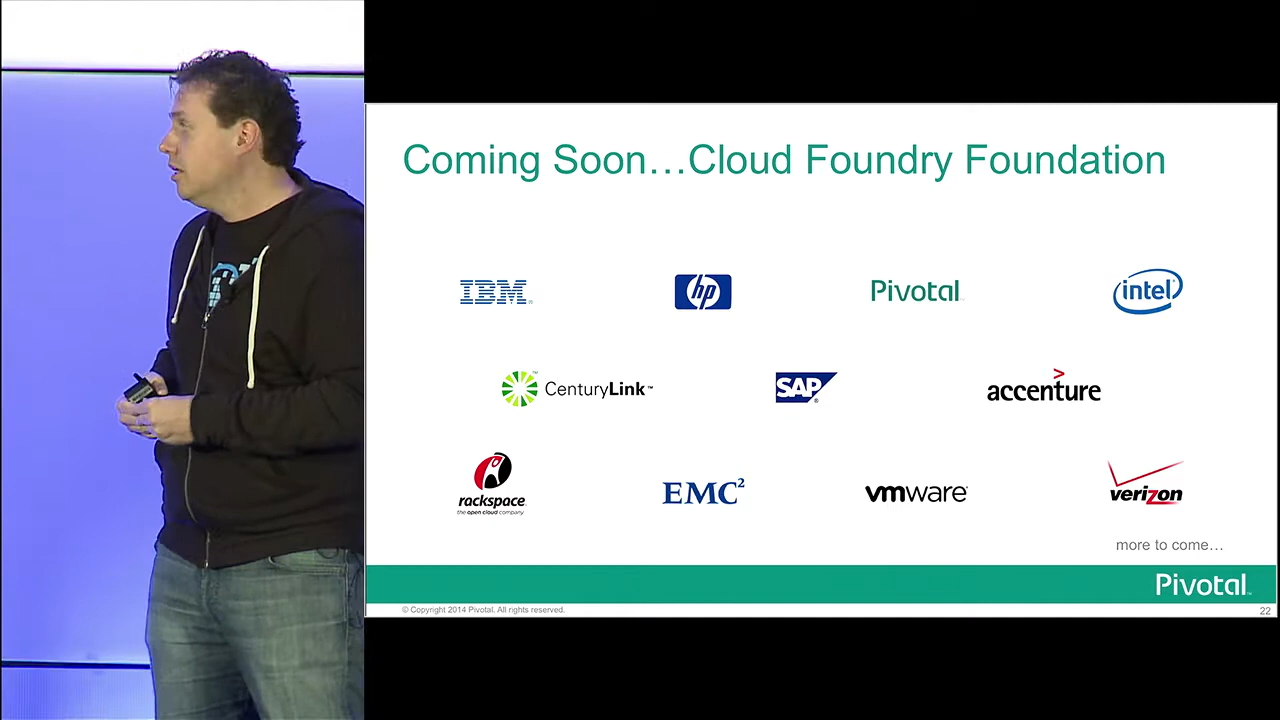 Coming Soon…Cloud Foundry Foundation
IBM
hp
Pivotal
intel
CenturyLink™
SAP
accenture
rackspace
the open cloud company
EMC²
vmware
verizon
more to come…
Pivotal
© Copyright 2014 Pivotal. All rights reserved.
22